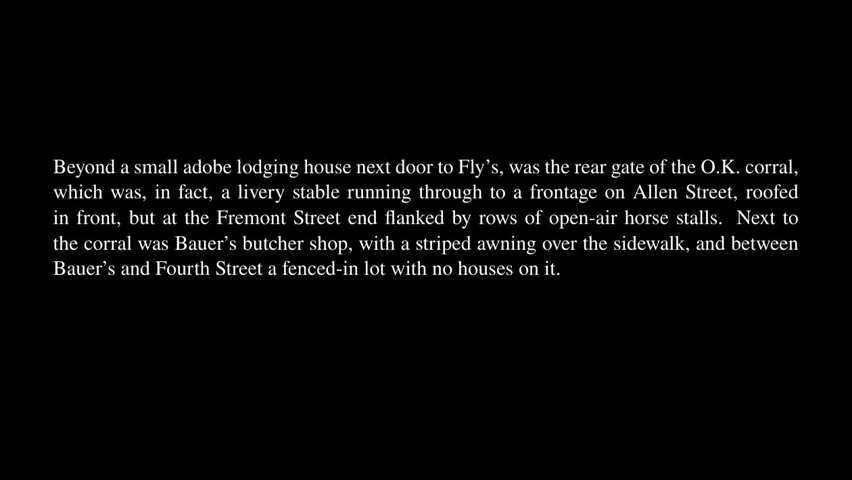 Beyond a small adobe lodging house next door to Fly’s, was the rear gate of the O.K. corral,
which was, in fact, a livery stable running through to a frontage on Allen Street, roofed
in front, but at the Fremont Street end flanked by rows of open-air horse stalls. Next to
the corral was Bauer’s butcher shop, with a striped awning over the sidewalk, and between
Bauer’s and Fourth Street a fenced-in lot with no houses on it.